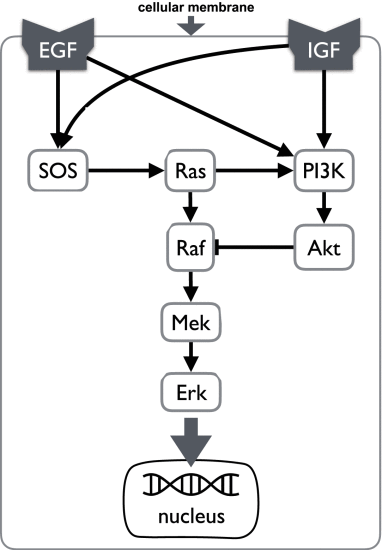 cellular membrane
EGF
IGF
SOS
Ras
PI3K
Raf
Akt
Mek
Erk
nucleus